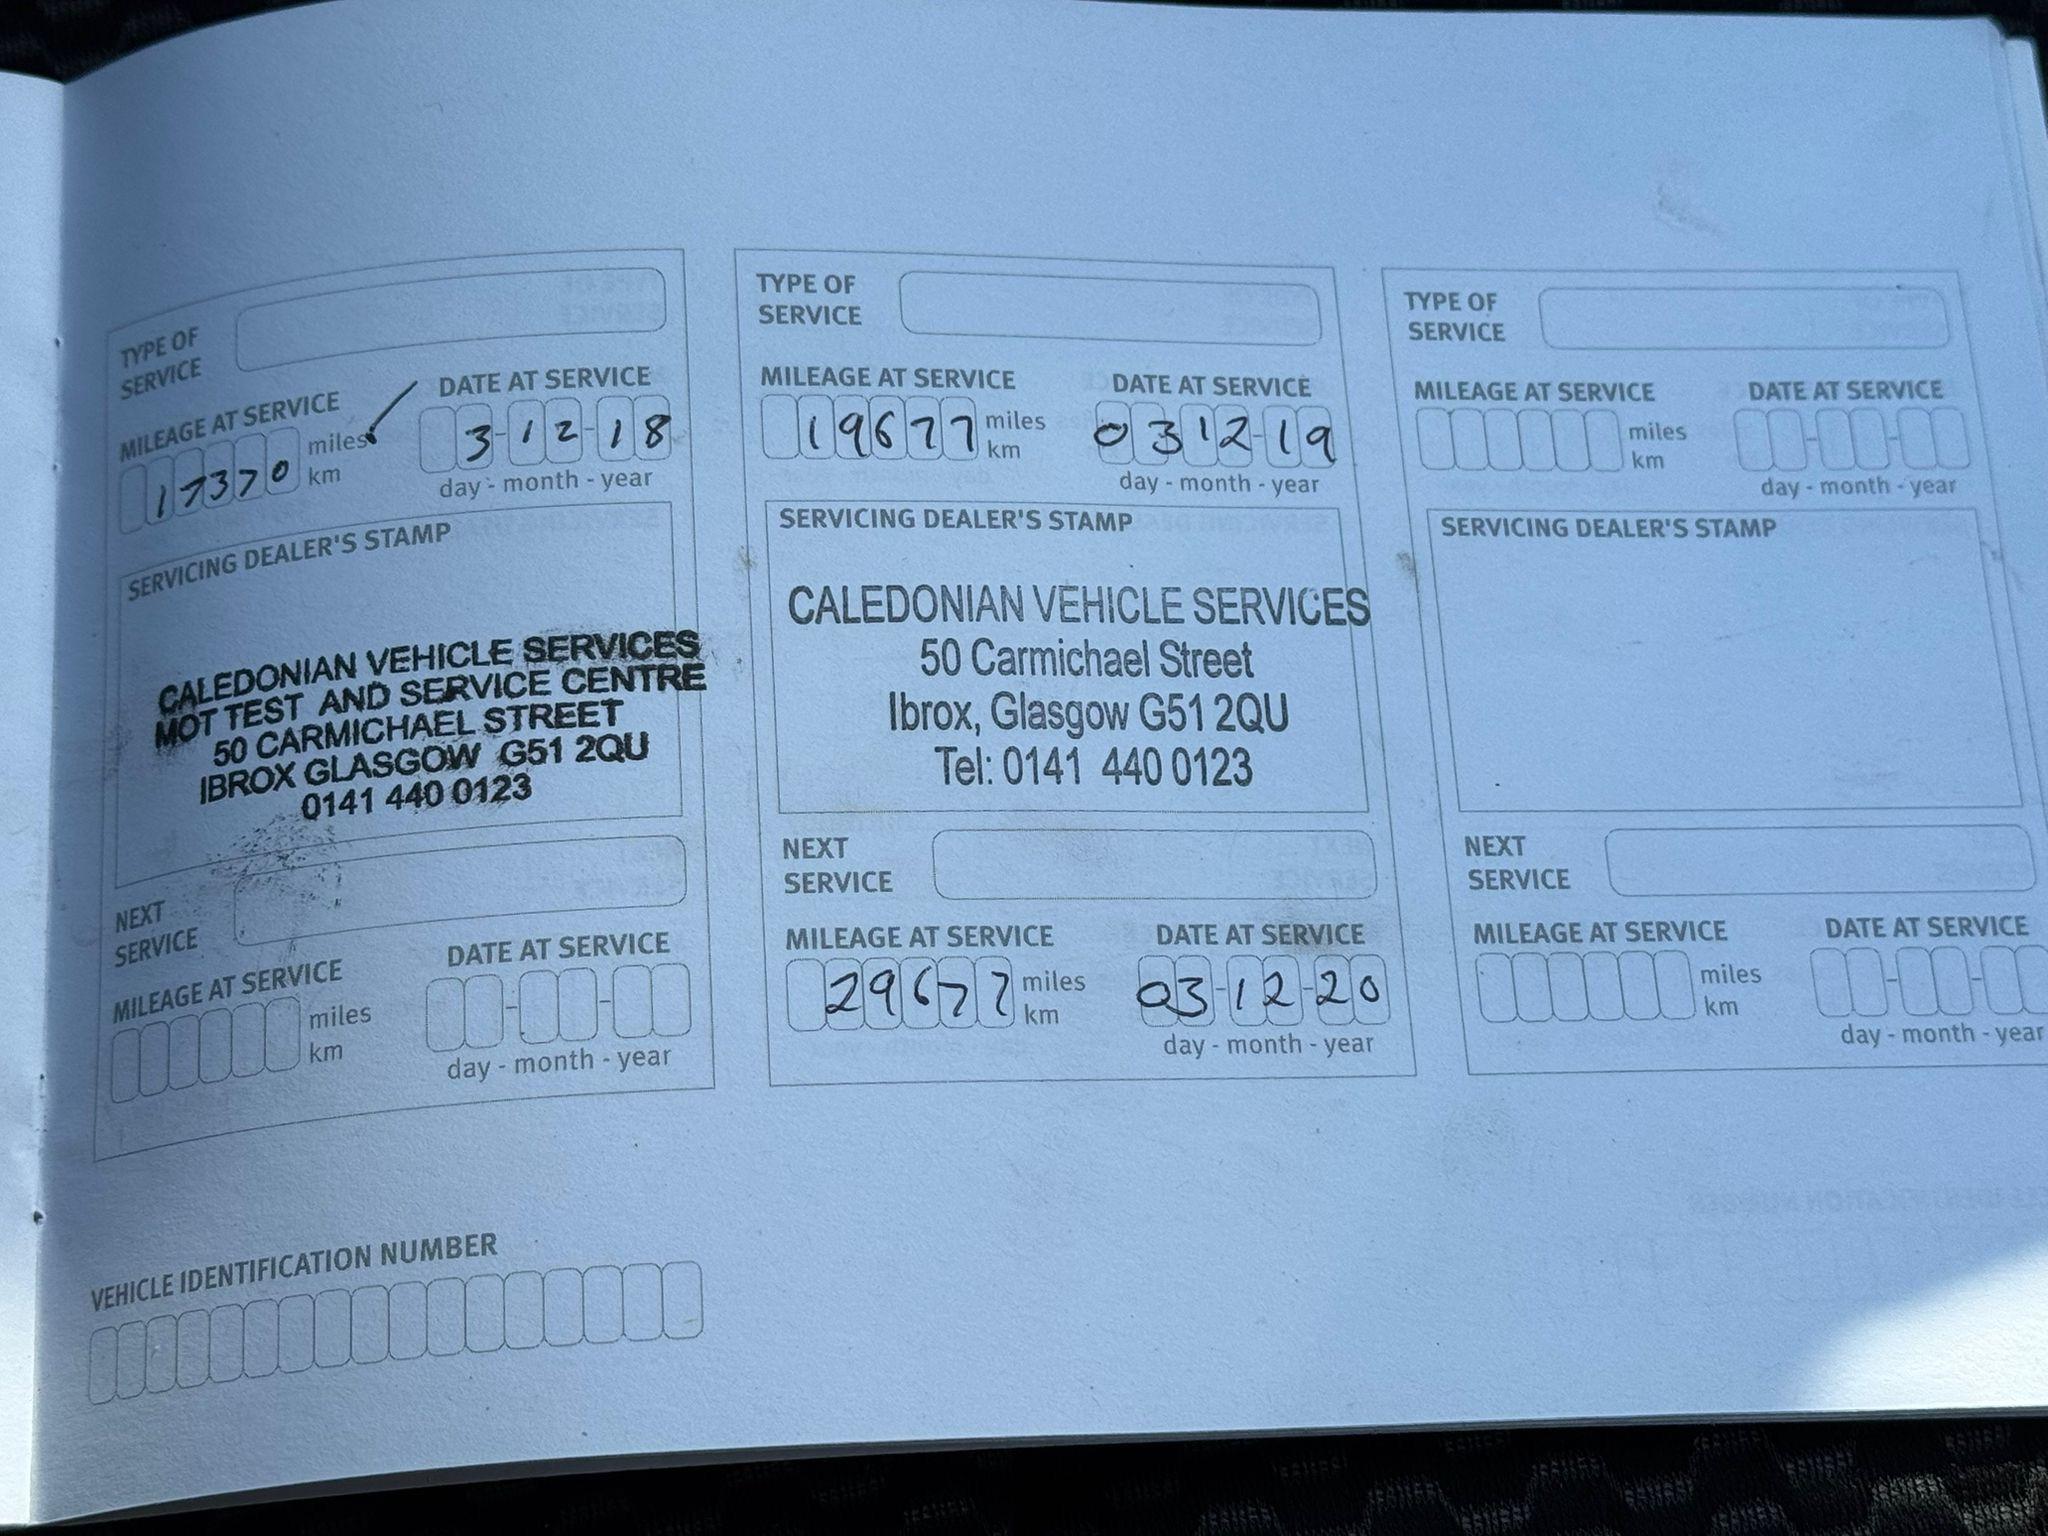 TYPE OF
SERVICE
MILEAGE AT SERVICE
17370
miles
km
DATE AT SERVICE
3-12-18
day - month - year
SERVICING DEALER'S STAMP
CALEDONIAN VEHICLE SERVICES
MOT TEST AND SERVICE CENTRE
50 CARMICHAEL STREET
IBROX GLASGOW G51 2QU
0141 440 0123
NEXT
SERVICE
MILEAGE AT SERVICE
miles
km
DATE AT SERVICE
day - month - year
TYPE OF
SERVICE
MILEAGE AT SERVICE
19677
miles
km
DATE AT SERVICE
03 12-19
day - month - year
SERVICING DEALER'S STAMP
CALEDONIAN VEHICLE SERVICES
50 Carmichael Street
Ibrox, Glasgow G51 2QU
Tel: 0141 440 0123
NEXT
SERVICE
MILEAGE AT SERVICE
29677
miles
km
DATE AT SERVICE
03-12-20
day - month - year
TYPE OF
SERVICE
MILEAGE AT SERVICE
miles
km
DATE AT SERVICE
day - month - year
SERVICING DEALER'S STAMP
NEXT
SERVICE
MILEAGE AT SERVICE
miles
km
DATE AT SERVICE
day - month - year
VEHICLE IDENTIFICATION NUMBER